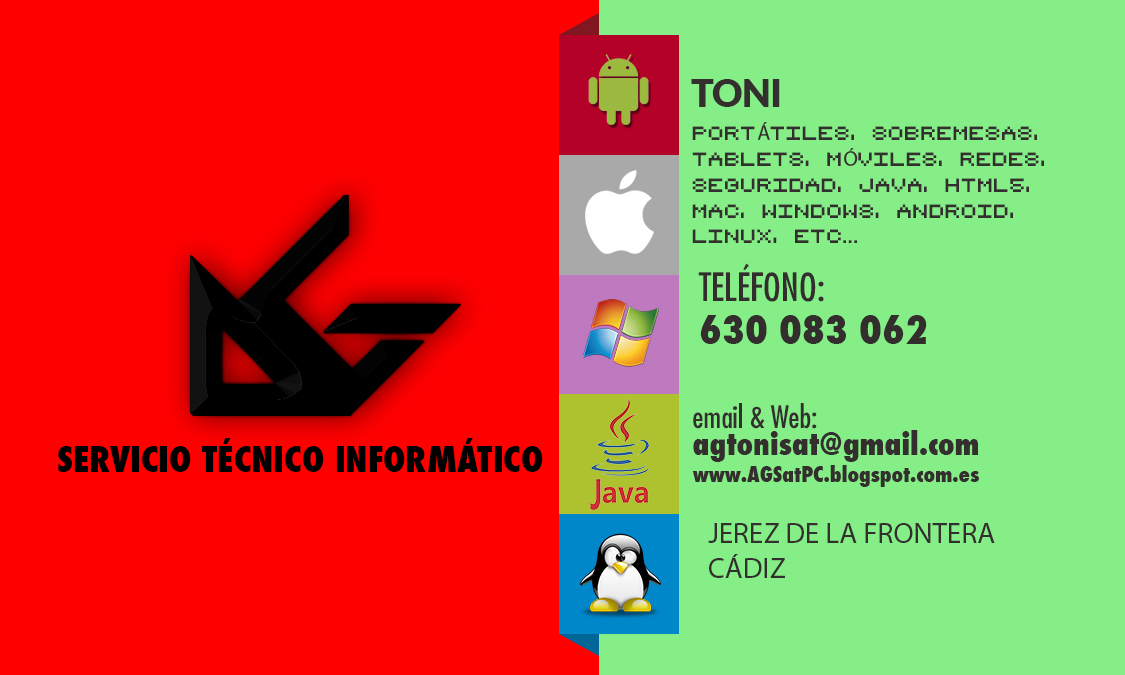 SERVICIO TÉCNICO INFORMÁTICO
Java
TONI
PORTÁTILES, SOBREMESAS,
TABLETS, MÓVILES, REDES,
SEGURIDAD, JAVA, HTML5,
MAC, WINDOWS, ANDROID,
LINUX, ETC...
TELÉFONO:
630 083 062
email & Web:
agtonisat@gmail.com
www.AGSatPC.blogspot.com.es
JEREZ DE LA FRONTERA
CÁDIZ